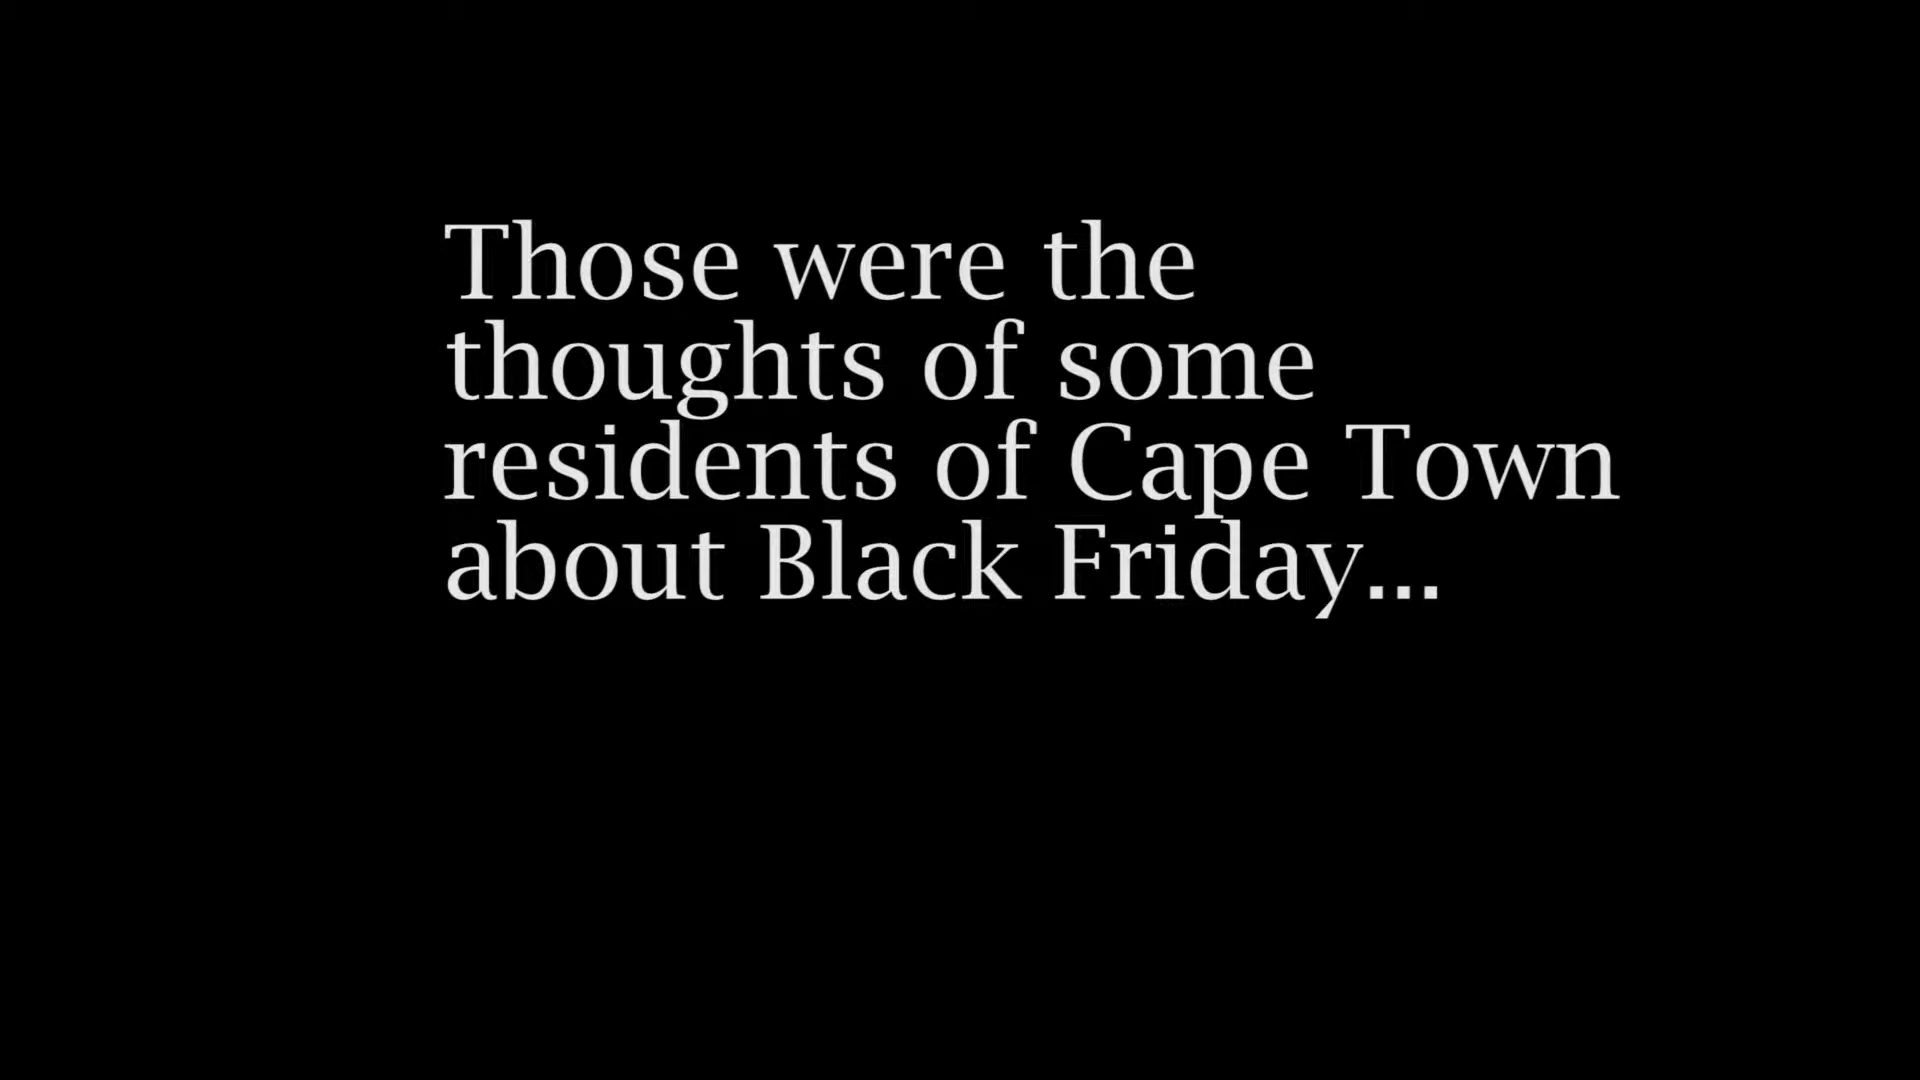 Those were the
thoughts of some
residents of Cape Town
about Black Friday...